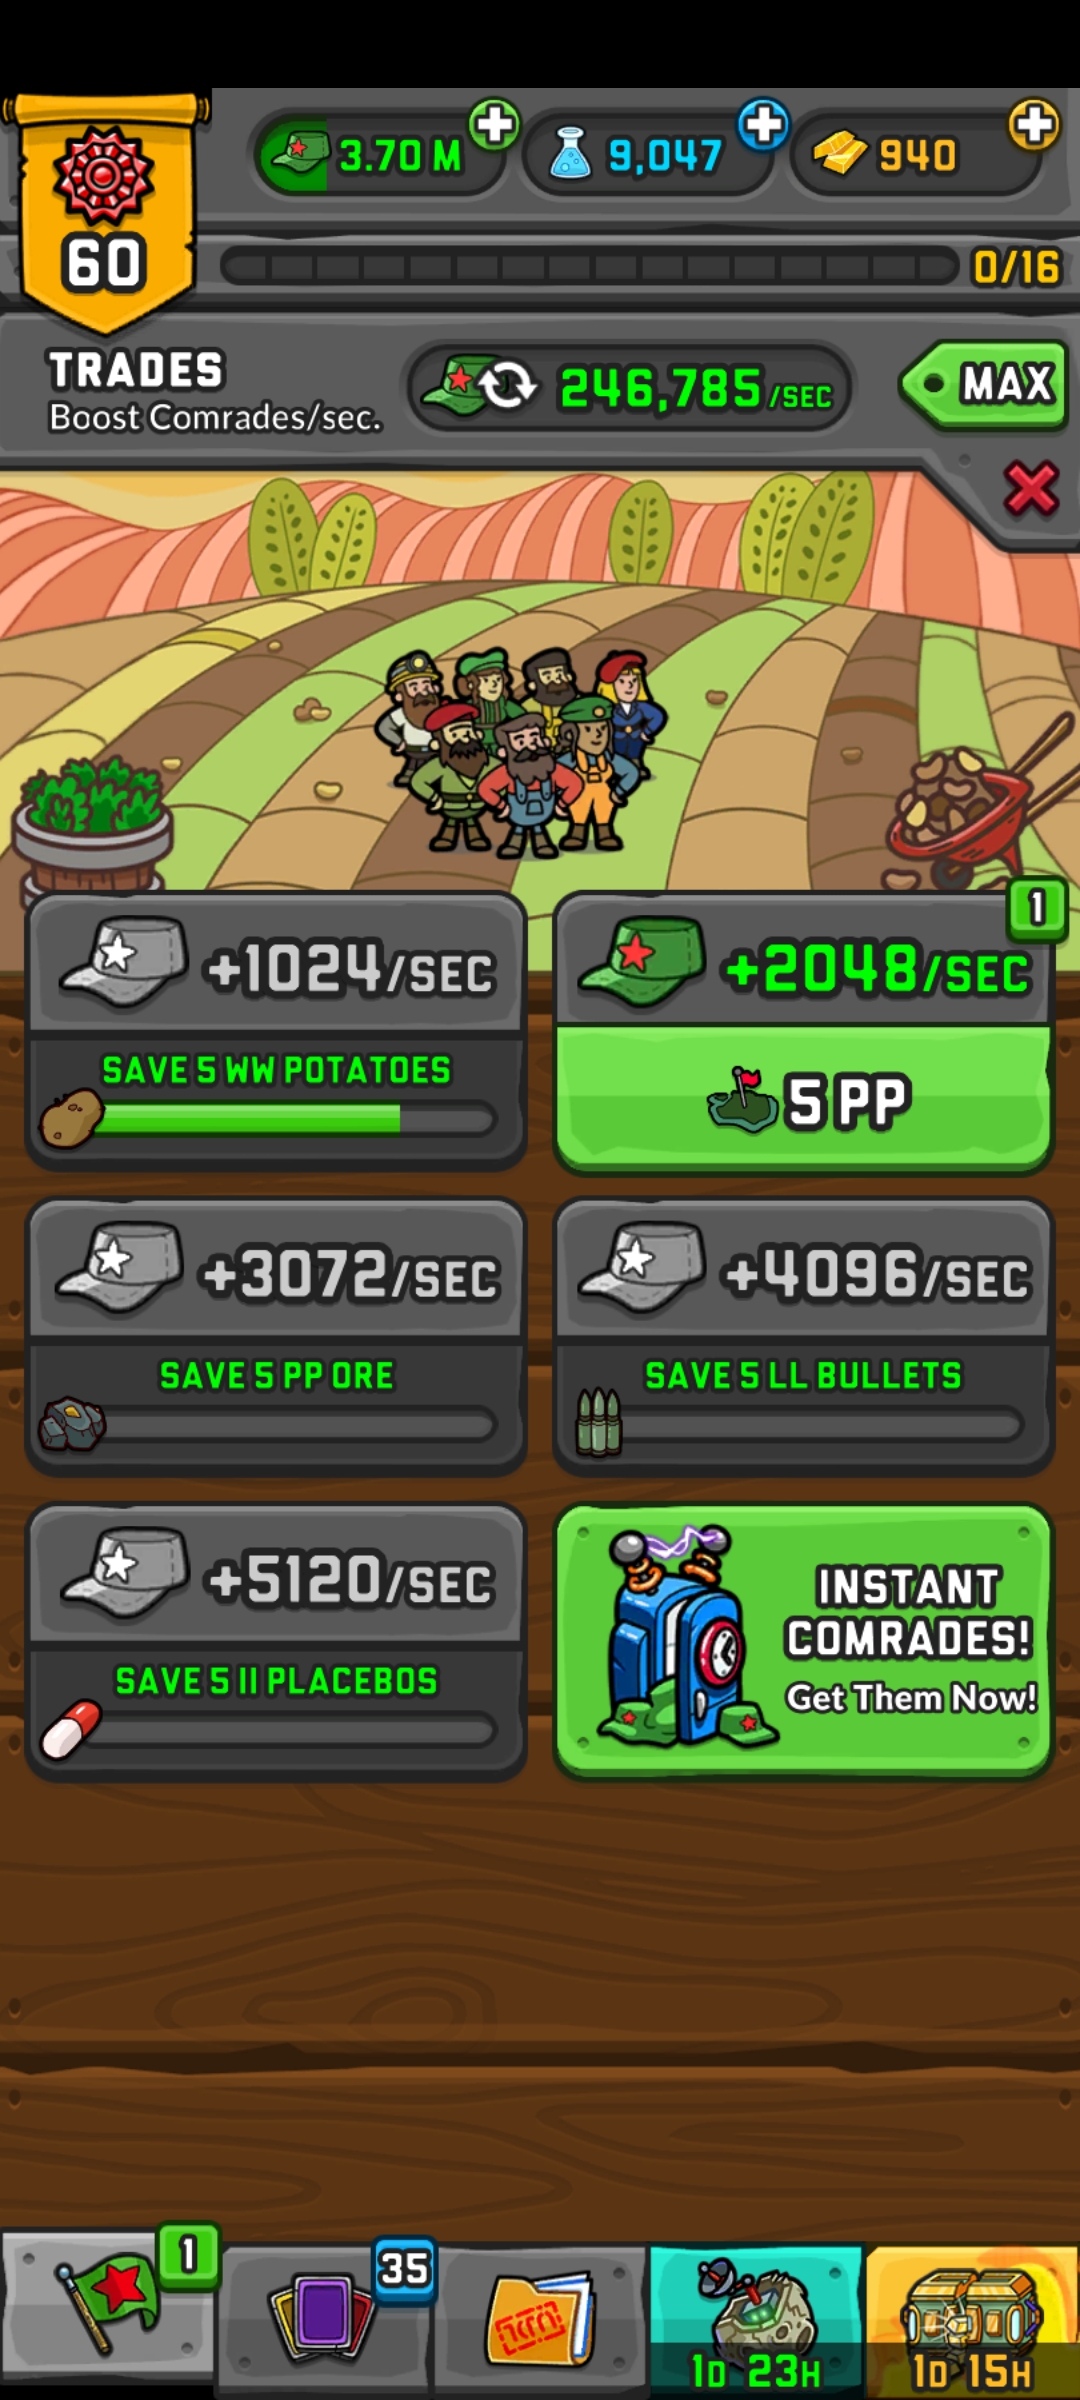 3.70 M
9,047
940
60
0/16
TRADES
Boost Comrades/sec.
246,785/SEC
MAX
+1024/SEC
SAVE 5 WW POTATOES
1
+2048/SEC
5 PP
+3072/SEC
SAVE 5 PP ORE
+4096/SEC
SAVE 5 LL BULLETS
+5120/SEC
SAVE 5 II PLACEBOS
INSTANT
COMRADES!
Get Them Now!
1
35
1D 23H
1D 15H